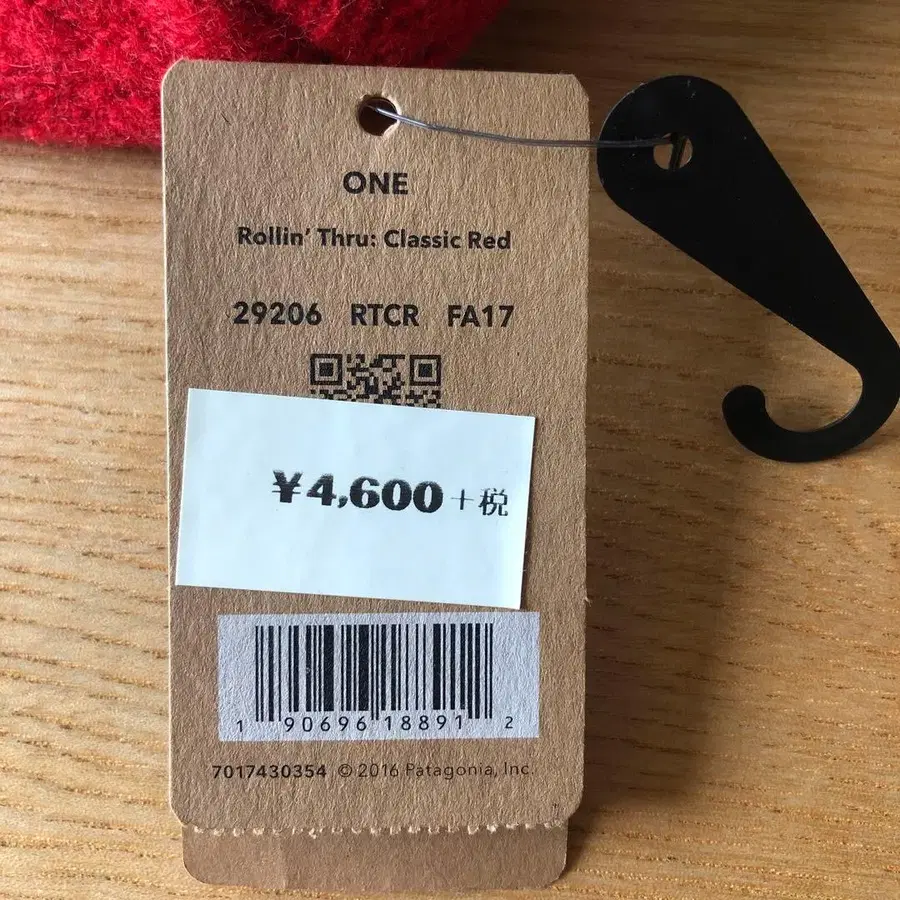 ONE
Rollin' Thru: Classic Red
29206 RTCR FA17
¥4,600+税
1 90696 18891 2
7017430354 © 2016 Patagonia, Inc.